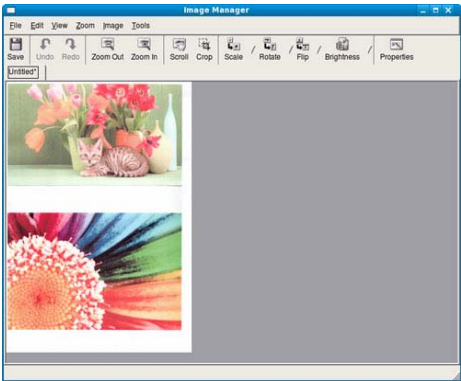 Image Manager
File Edit View Zoom Image Tools
Save Undo Redo Zoom Out Zoom In Scroll Crop Scale / Rotate / Flip / Brightness / Properties
Untitled*